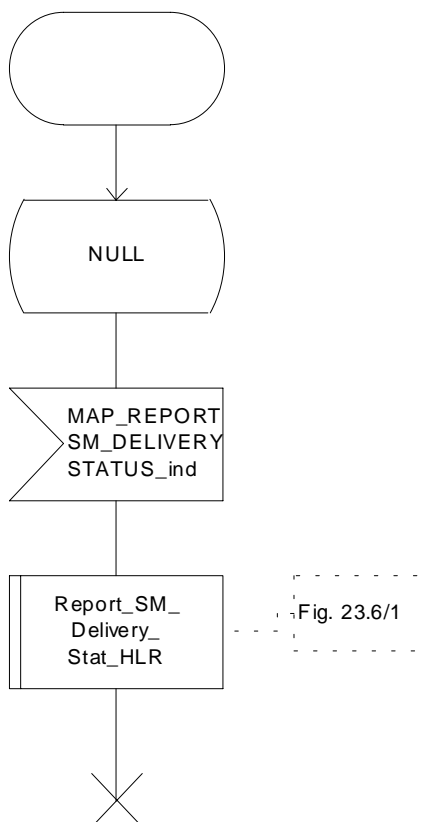 NULL
MAP_REPORT
SM_DELIVERY
STATUS_ind
Report_SM_
Delivery_
Stat_HLR
Fig. 23.6/1